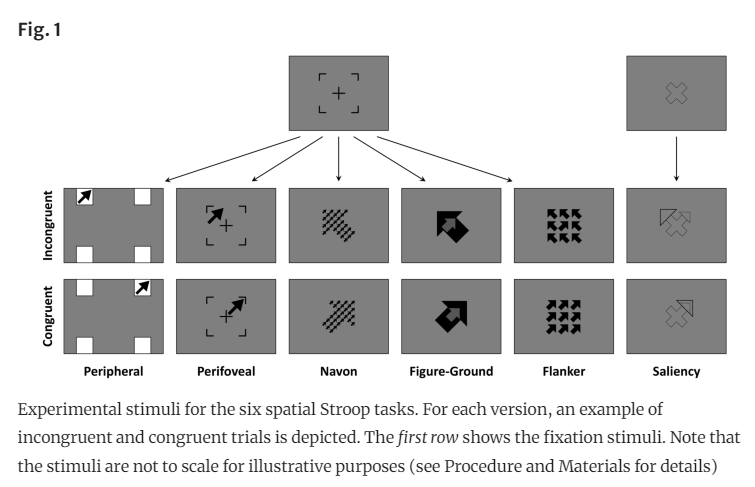 Fig. 1
Incongruent
Congruent
Peripheral Perifoveal Navon Figure-Ground Flanker Saliency
Experimental stimuli for the six spatial Stroop tasks. For each version, an example of
incongruent and congruent trials is depicted. The first row shows the fixation stimuli. Note that
the stimuli are not to scale for illustrative purposes (see Procedure and Materials for details)